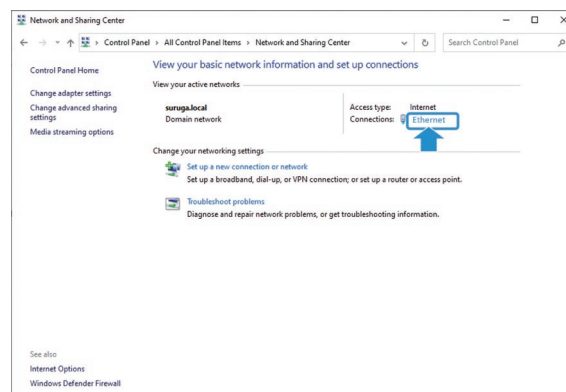 Network and Sharing Center
Control Panel > All Control Panel Items > Network and Sharing Center
Search Control Panel
Control Panel Home
Change adapter settings
Change advanced sharing
settings
Media streaming options
View your basic network information and set up connections
View your active networks
suruga.local
Domain network
Access type: Internet
Connections: Ethernet
Change your networking settings
Set up a new connection or network
Set up a broadband, dial-up, or VPN connection; or set up a router or access point.
Troubleshoot problems
Diagnose and repair network problems, or get troubleshooting information.
See also
Internet Options
Windows Defender Firewall